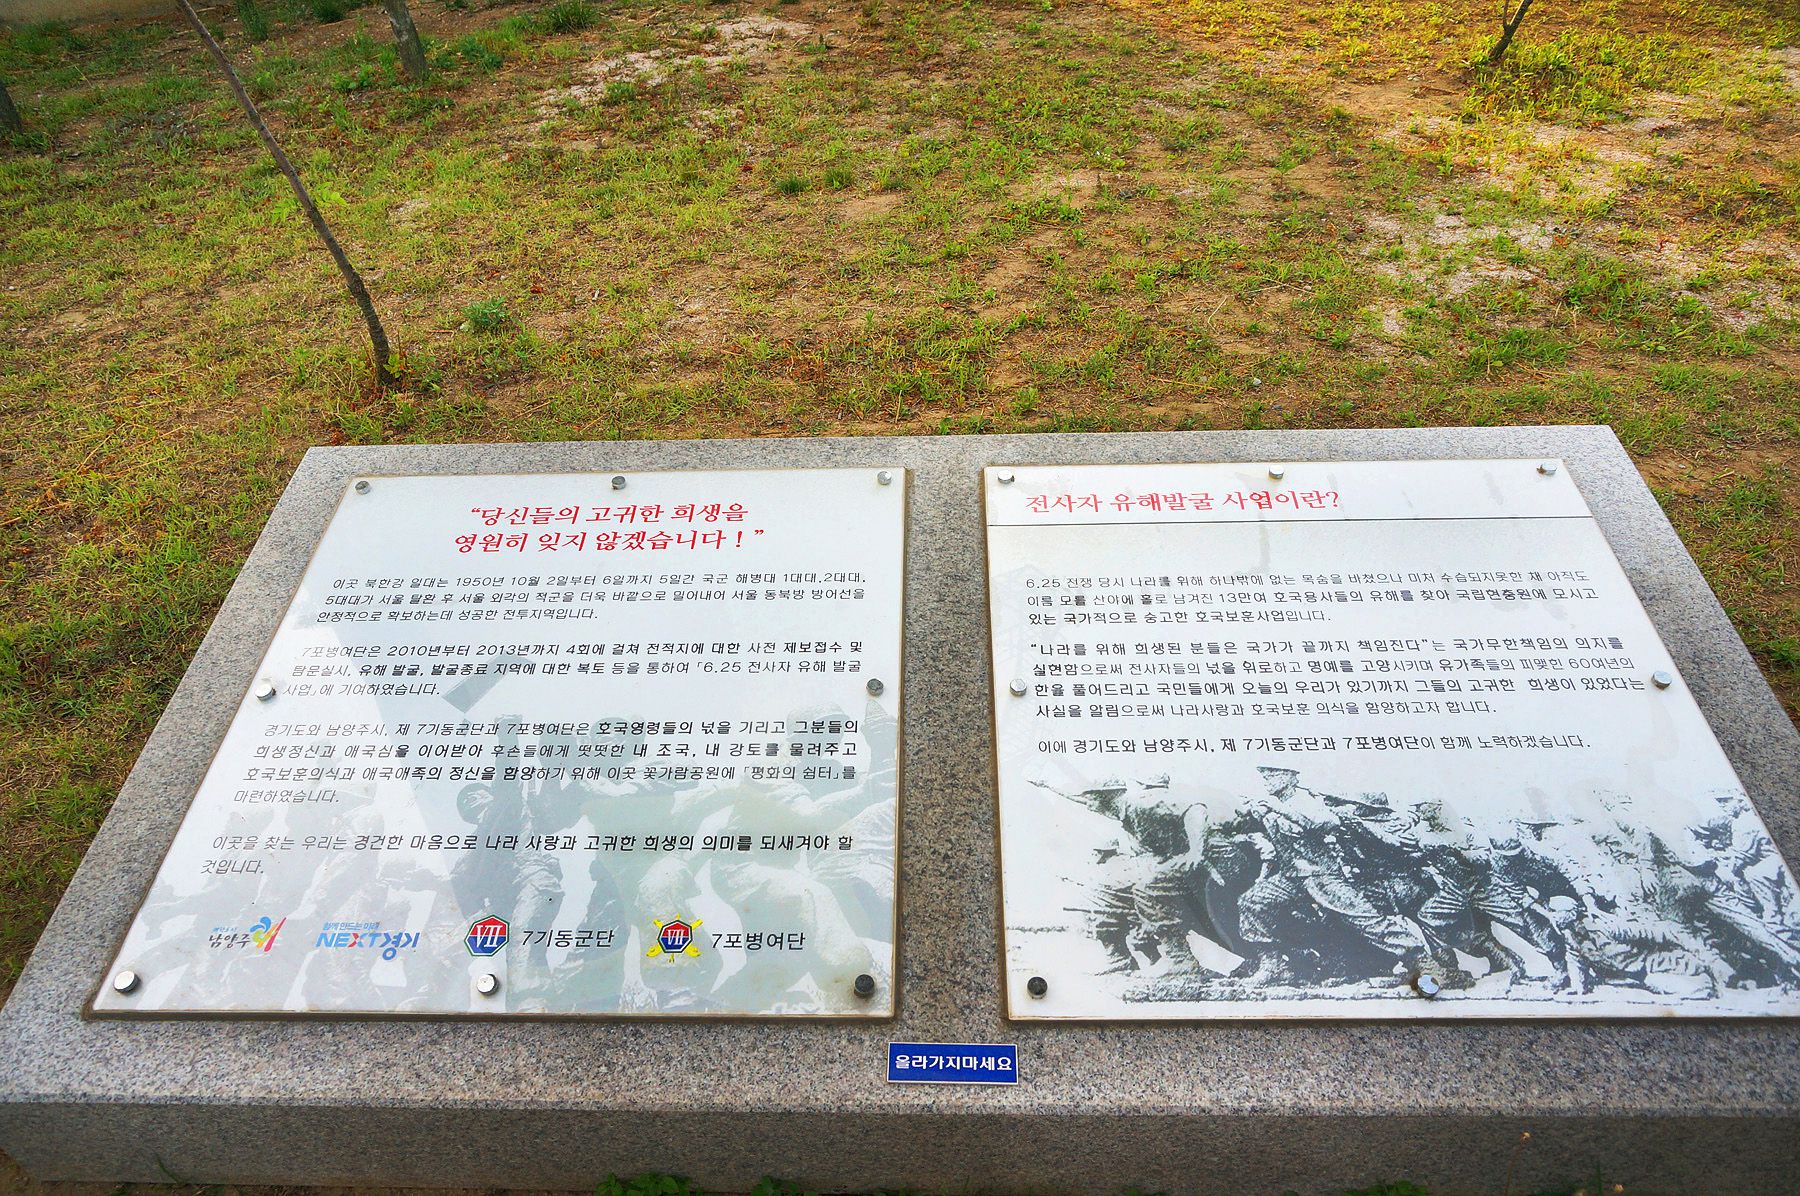 “당신들의 고귀한 희생을
영원히 잊지 않겠습니다 ! ”
이곳 북한강 일대는 1950년 10월 2일부터 6일까지 5일간 국군 해병대 1대대,2대대,
5대대가 서울 탈환 후 서울 외곽의 적군을 더욱 바깥으로 밀어내어 서울 동북방 방어선을
안정적으로 확보하는데 성공한 전투지역입니다.
7포병여단은 2010년부터 2013년까지 4회에 걸쳐 전적지에 대한 사전 제보접수 및
탐문실시, 유해 발굴, 발굴종료 지역에 대한 복토 등을 통하여 「6.25 전사자 유해 발굴
사업」에 기여하였습니다.
경기도와 남양주시, 제 7기동군단과 7포병여단은 호국영령들의 넋을 기리고 그분들의
희생정신과 애국심을 이어받아 후손들에게 떳떳한 내 조국, 내 강토를 물려주고
호국보훈의식과 애국애족의 정신을 함양하기 위해 이곳 꽃가람공원에 「평화의 쉼터」를
마련하였습니다.
이곳을 찾는 우리는 경건한 마음으로 나라 사랑과 고귀한 희생의 의미를 되새겨야 할
것입니다.
남양주
함께 만드는 미래
NEXT경기
VII 7기동군단
VII 7포병여단
전사자 유해발굴 사업이란?
6.25 전쟁 당시 나라를 위해 하나밖에 없는 목숨을 바쳤으나 미처 수습되지못한 채 아직도
이름 모를 산야에 홀로 남겨진 13만여 호국용사들의 유해를 찾아 국립현충원에 모시고
있는 국가적으로 숭고한 호국보훈사업입니다.
“나라를 위해 희생된 분들은 국가가 끝까지 책임진다”는 국가무한책임의 의지를
실현함으로써 전사자들의 넋을 위로하고 명예를 고양시키며 유가족들의 피맺힌 60여년의
한을 풀어드리고 국민들에게 오늘의 우리가 있기까지 그들의 고귀한 희생이 있었다는
사실을 알림으로써 나라사랑과 호국보훈 의식을 함양하고자 합니다.
이에 경기도와 남양주시, 제 7기동군단과 7포병여단이 함께 노력하겠습니다.
올라가지마세요